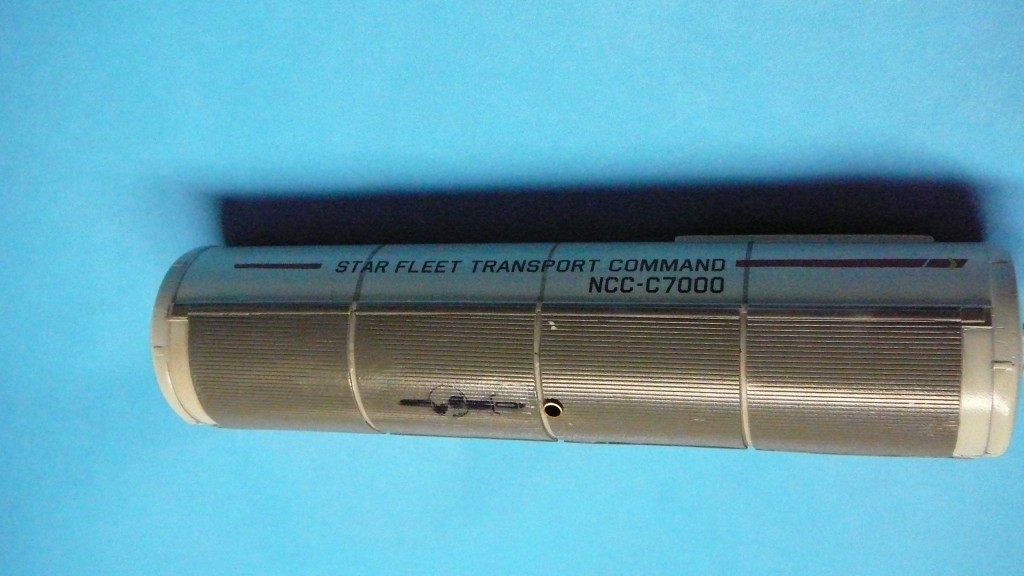 STAR FLEET TRANSPORT COMMAND
NCC-C7000